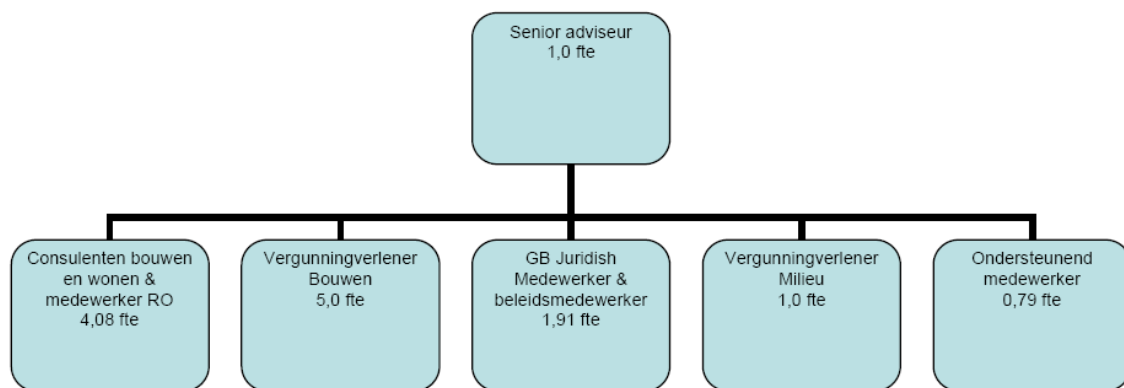 Senior adviseur
1,0 fte
Consulenten bouwen
en wonen &
medewerker RO
4,08 fte
Vergunningverlener
Bouwen
5,0 fte
GB Juridish
Medewerker &
beleidsmedewerker
1,91 fte
Vergunningverlener
Milieu
1,0 fte
Ondersteunend
medewerker
0,79 fte